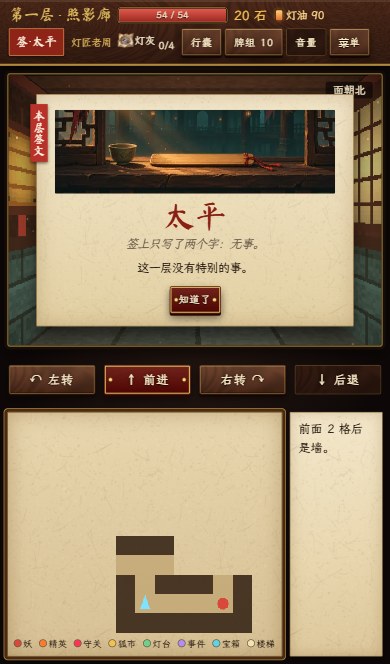 第一层·照影廊 54 / 54 20 石 灯油 90
签·太平 灯匠老周 灯灰 0/4 行囊 牌组 10 音量 菜单
面朝北
本层签文
太平
签上只写了两个字：无事。
这一层没有特别的事。
知道了
↶ 左转 ↑ 前进 右转 ↷ ↓ 后退
前面 2 格后
是墙。
妖 精英 守关 狐市 灯台 事件 宝箱 楼梯